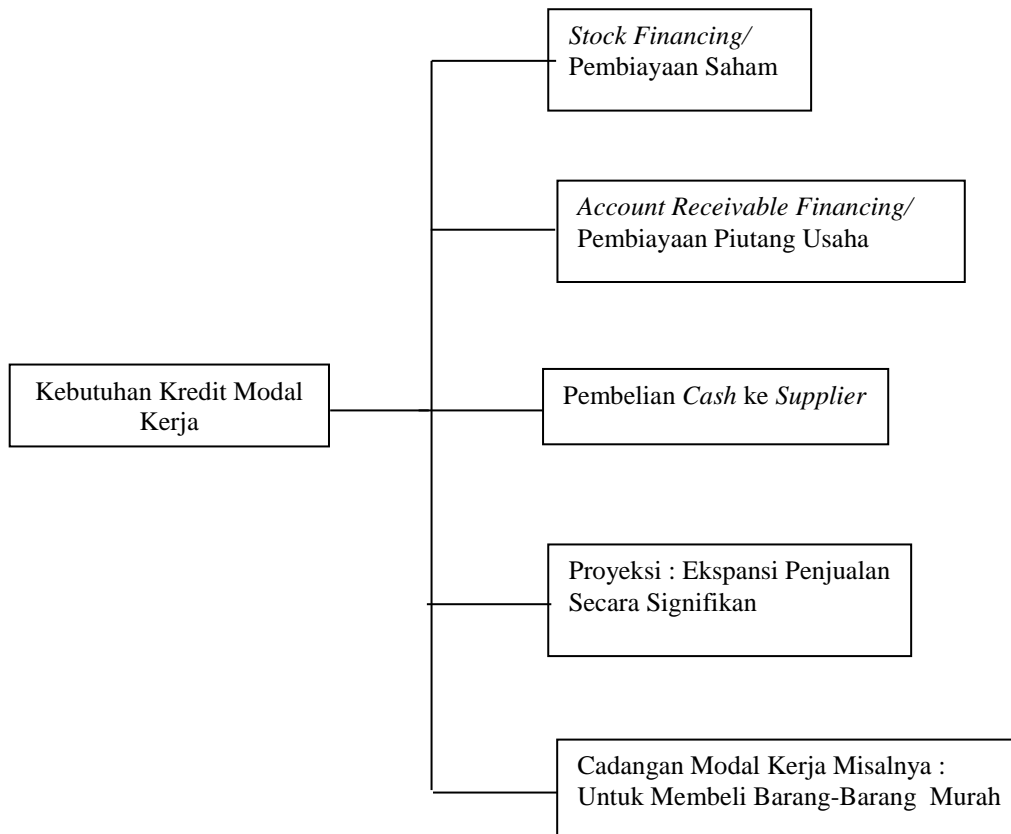 Stock Financing/
Pembiayaan Saham
Account Receivable Financing/
Pembiayaan Piutang Usaha
Kebutuhan Kredit Modal
Kerja
Pembelian Cash ke Supplier
Proyeksi : Ekspansi Penjualan
Secara Signifikan
Cadangan Modal Kerja Misalnya :
Untuk Membeli Barang-Barang Murah